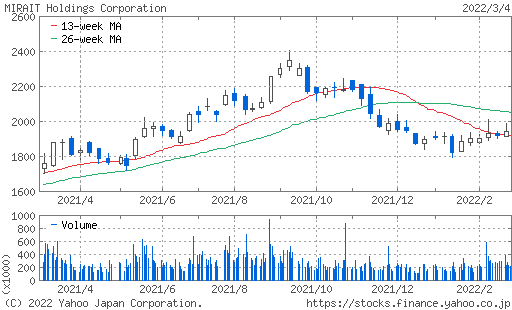 MIRAIT Holdings Corporation 2022/3/4
2600
13-week MA
26-week MA
2400
2200
2000
1800
1600
2021/4 2021/6 2021/8 2021/10 2021/12 2022/2
1000
Volume
800
600
400
200
0
(x1000)
2021/4 2021/6 2021/8 2021/10 2021/12 2022/2
(C) 2022 Yahoo Japan Corporation. https://stocks.finance.yahoo.co.jp